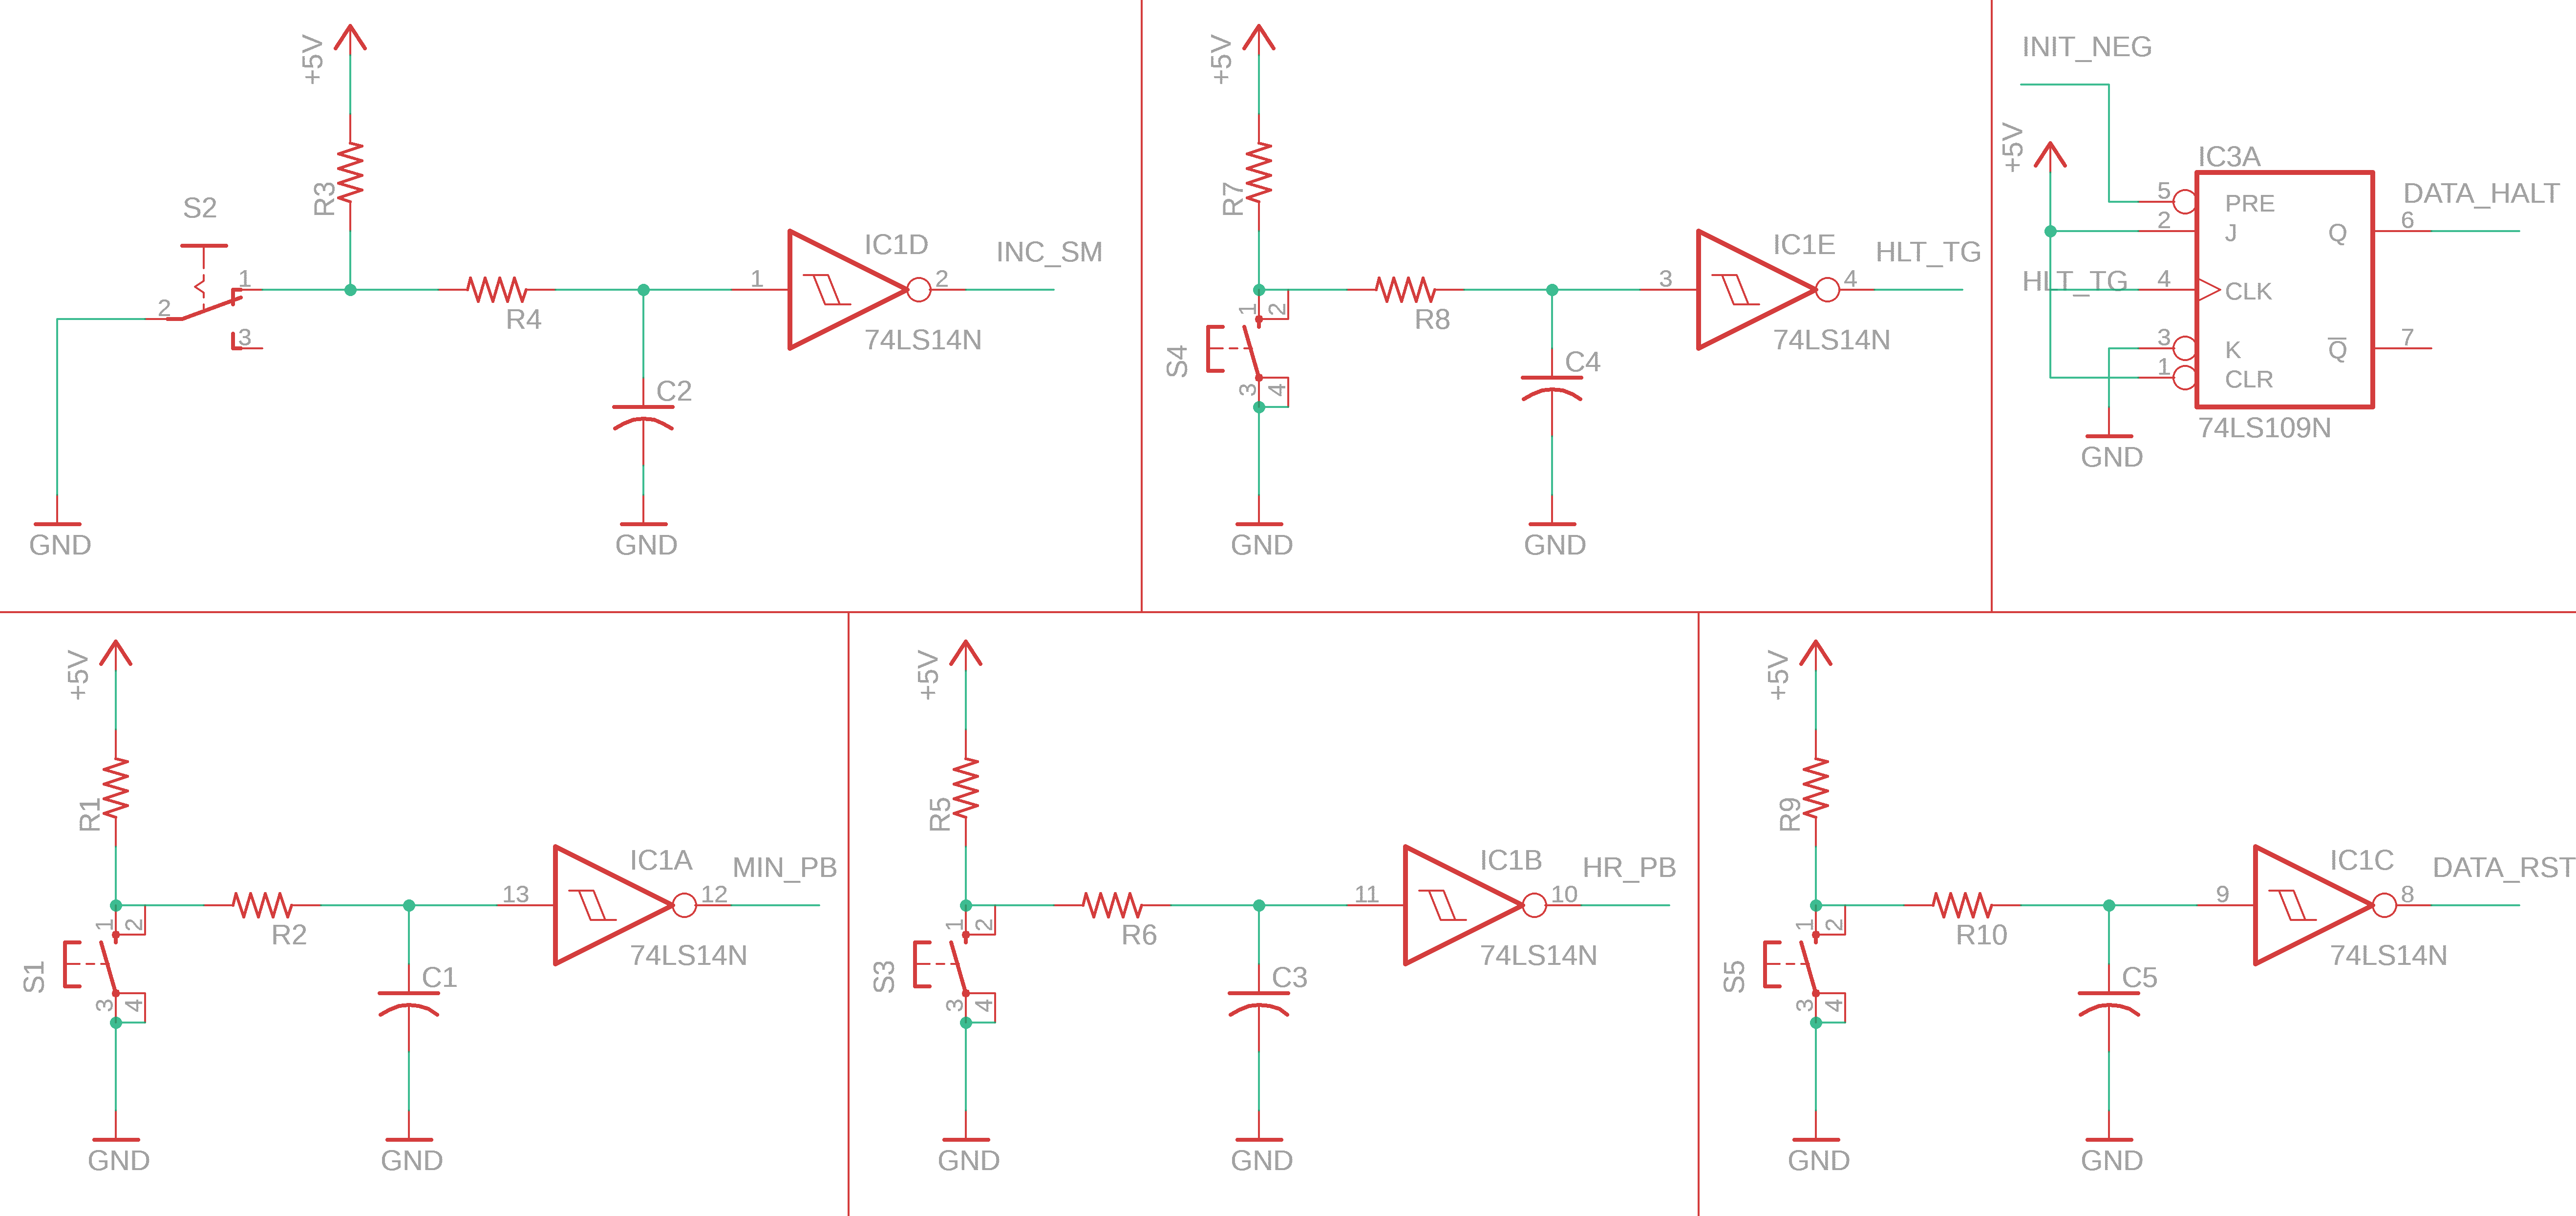 +5V
R3
S2
1
2
3
R4
C2
1
IC1D
2
74LS14N
INC_SM
GND
GND
+5V
R7
1
2
S4
3
4
R8
C4
3
IC1E
4
74LS14N
HLT_TG
GND
GND
INIT_NEG
+5V
IC3A
5
PRE
2
J
HLT_TG
4
CLK
3
K
1
CLR
Q
6
DATA_HALT
Q
7
74LS109N
GND
+5V
R1
1
2
S1
3
4
R2
C1
13
IC1A
12
74LS14N
MIN_PB
GND
GND
+5V
R5
1
2
S3
3
4
R6
C3
11
IC1B
10
74LS14N
HR_PB
GND
GND
+5V
R9
1
2
S5
3
4
R10
C5
9
IC1C
8
74LS14N
DATA_RST
GND
GND